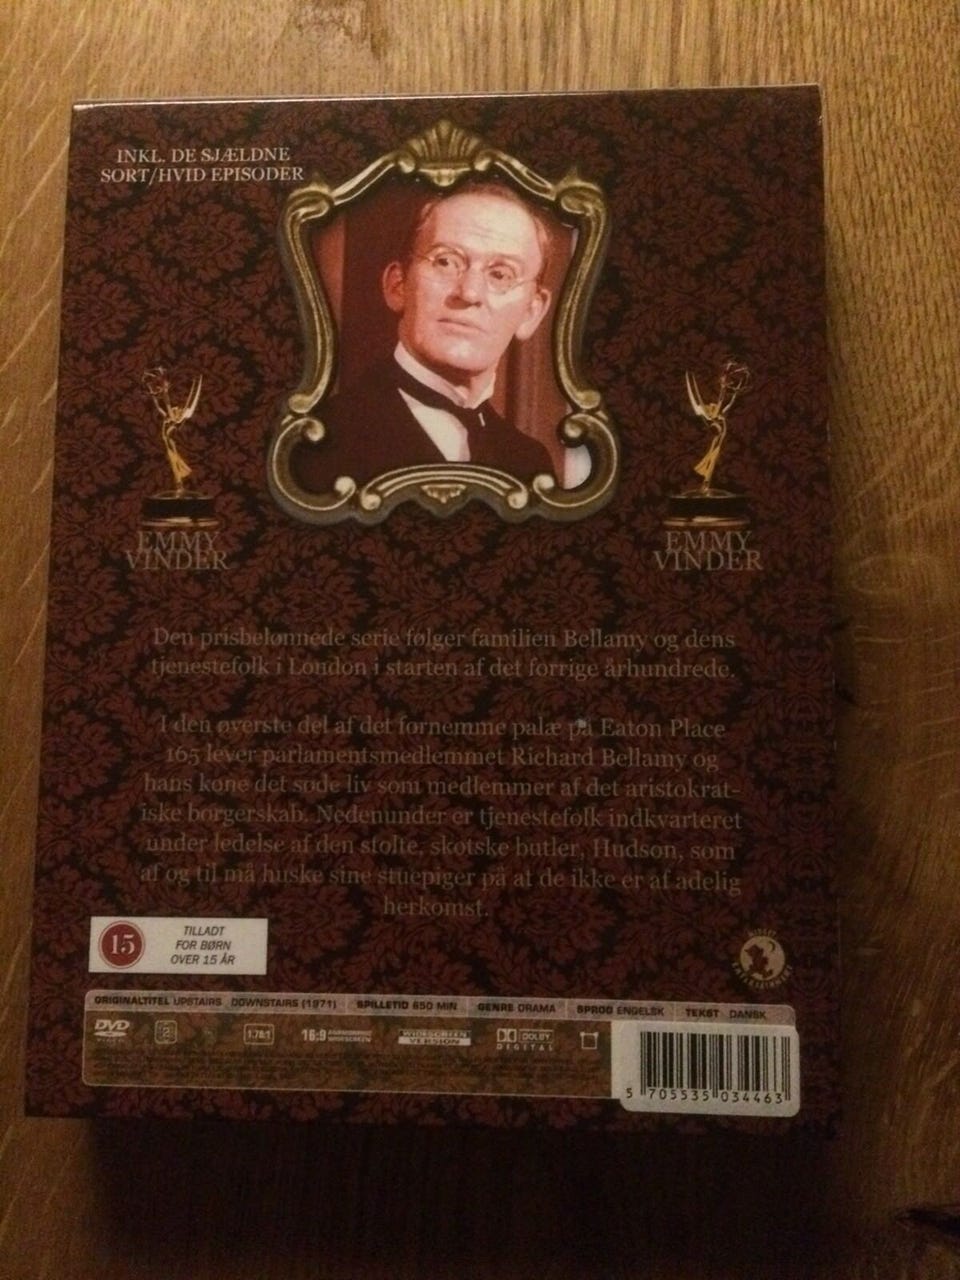 INKL. DE SJÆLDNE
SORT/HVID EPISODER
EMMY
VINDER
EMMY
VINDER
Den prisbelønnede serie følger familien Bellamy og dens
tjenestefolk i London i starten af det forrige århundrede.
I den øverste del af det fornemme palæ på Eaton Place
165 lever parlamentsmedlemmet Richard Bellamy og
hans kone det søde liv som medlemmer af det aristokrat-
iske borgerskab. Nedenunder er tjenestefolk indkvarteret
under ledelse af den stolte, skotske butler, Hudson, som
af og til må huske sine stuepiger på at de ikke er af adelig
herkomst.
15
TILLADT
FOR BØRN
OVER 15 ÅR
ORIGINALTITEL UPSTAIRS DOWNSTAIRS (1971) SPILLETID 650 MIN GENRE DRAMA SPROG ENGELSK TEKST DANSK
DVD
2
1.78:1
16:9 ANAMORPHIC WIDESCREEN
WIDESCREEN
VERSION
DOLBY
DIGITAL
5 705535 034463